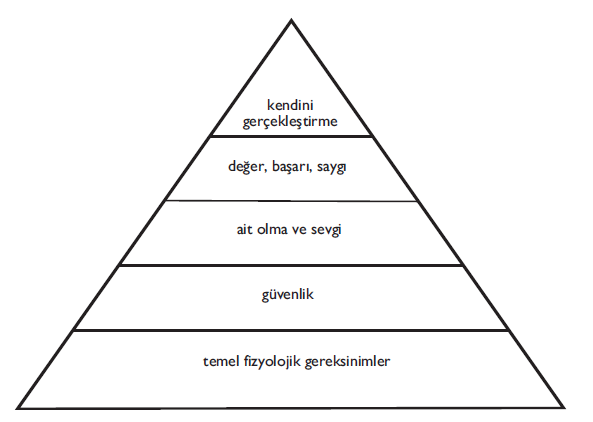 kendini
gerçekleştirme
değer, başarı, saygı
ait olma ve sevgi
güvenlik
temel fizyolojik gereksinimler